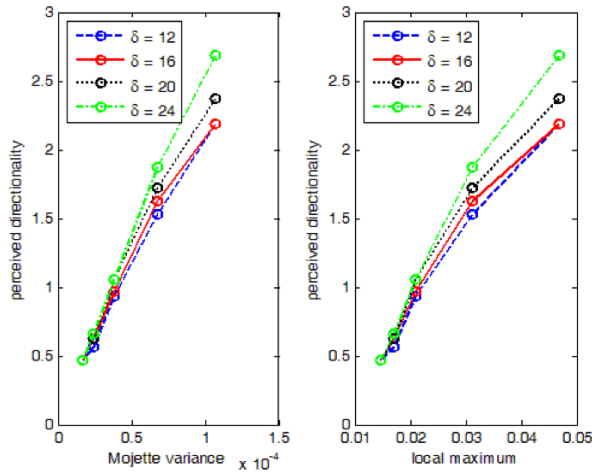 3
2.5
2
1.5
1
0.5
0
perceived directionality
δ = 12
δ = 16
δ = 20
δ = 24
0 0.5 1 1.5
Mojette variance x 10⁻⁴
3
2.5
2
1.5
1
0.5
0
perceived directionality
δ = 12
δ = 16
δ = 20
δ = 24
0.01 0.02 0.03 0.04 0.05
local maximum